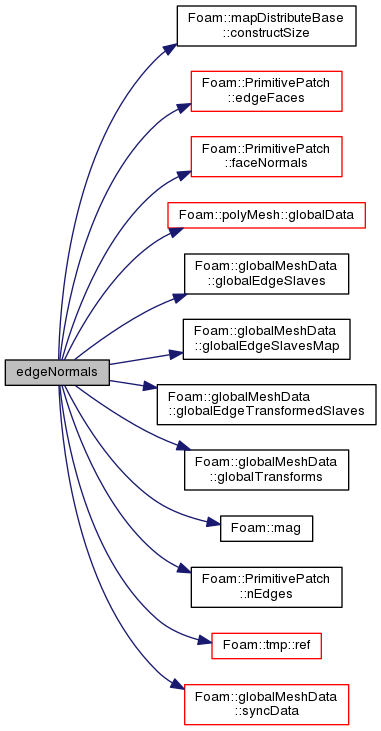 Foam::mapDistributeBase
::constructSize
Foam::PrimitivePatch
::edgeFaces
Foam::PrimitivePatch
::faceNormals
Foam::polyMesh::globalData
Foam::globalMeshData
::globalEdgeSlaves
Foam::globalMeshData
::globalEdgeSlavesMap
edgeNormals
Foam::globalMeshData
::globalEdgeTransformedSlaves
Foam::globalMeshData
::globalTransforms
Foam::mag
Foam::PrimitivePatch
::nEdges
Foam::tmp::ref
Foam::globalMeshData
::syncData